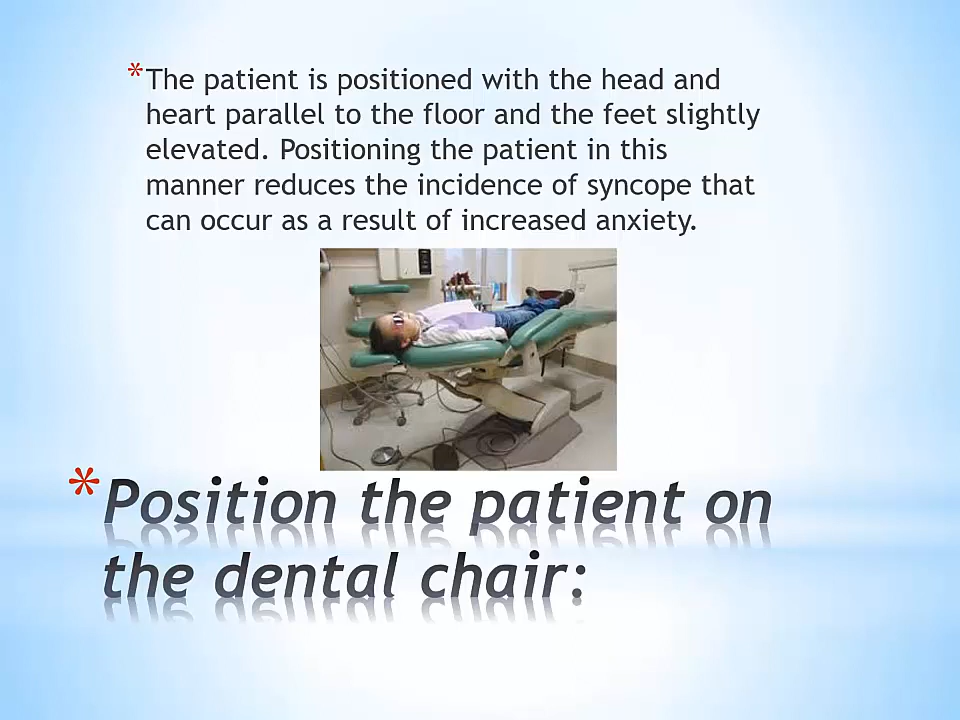 * The patient is positioned with the head and
heart parallel to the floor and the feet slightly
elevated. Positioning the patient in this
manner reduces the incidence of syncope that
can occur as a result of increased anxiety.
* Position the patient on
the dental chair: